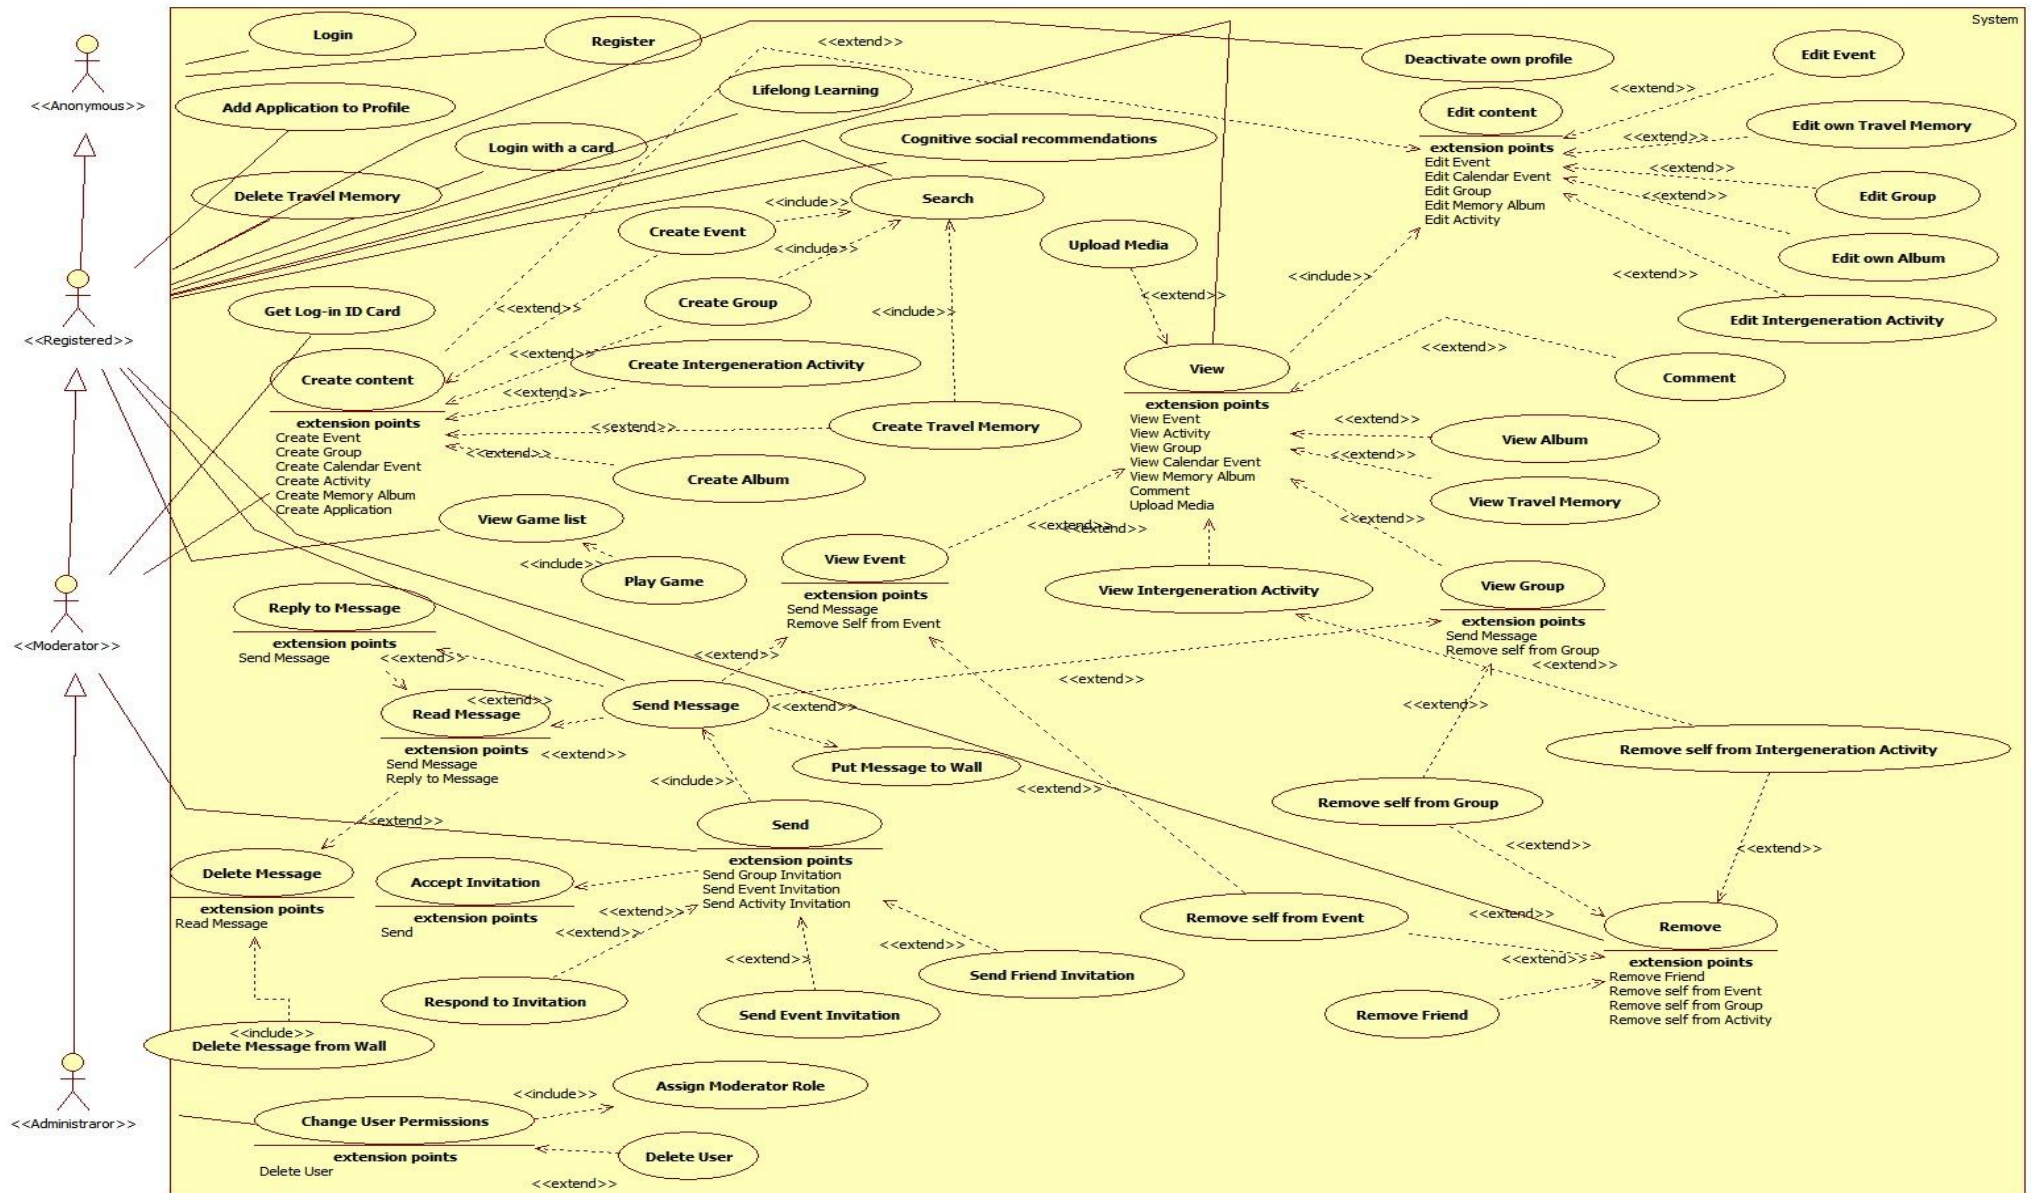 System
Login
Register
<<extend>>
Deactivate own profile
Edit Event
<<Anonymous>>
Add Application to Profile
Lifelong Learning
<<extend>>
Edit content
extension points
Edit Event
Edit Calendar Event
Edit Group
Edit Memory Album
Edit Activity
<<extend>>
Edit own Travel Memory
<<extend>>
Edit Group
<<extend>>
Edit own Album
<<extend>>
Edit Intergeneration Activity
Login with a card
Cognitive social recommendations
Delete Travel Memory
<<include>>
Search
Create Event
<<include>>
Upload Media
<<include>>
<<extend>>
<<Registered>>
Get Log-in ID Card
<<extend>>
Create Group
<<include>>
Create content
extension points
Create Event
Create Group
Create Calendar Event
Create Activity
Create Memory Album
Create Application
<<extend>>
Create Intergeneration Activity
<<extend>>
<<extend>>
Create Travel Memory
<<extend>>
Create Album
View
extension points
View Event
View Activity
View Group
View Calendar Event
View Memory Album
Comment
Upload Media
<<extend>>
Comment
<<extend>>
View Album
<<extend>>
View Travel Memory
<<extend>>
<<extend>>
<<extend>>
View Game list
<<include>>
Play Game
View Event
extension points
Send Message
Remove Self from Event
View Intergeneration Activity
View Group
extension points
Send Message
Remove self from Group
<<Moderator>>
Reply to Message
extension points
Send Message
<<extend>>
<<extend>>
<<extend>>
<<extend>>
<<extend>>
Read Message
extension points
Send Message
Reply to Message
Send Message
<<extend>>
<<extend>>
<<extend>>
Put Message to Wall
Remove self from Intergeneration Activity
<<include>>
<<extend>>
Remove self from Group
<<extend>>
Send
extension points
Send Group Invitation
Send Event Invitation
Send Activity Invitation
<<extend>>
<<extend>>
Delete Message
extension points
Read Message
Accept Invitation
extension points
Send
<<extend>>
<<extend>>
Remove self from Event
<<extend>>
<<extend>>
Remove
extension points
Remove Friend
Remove self from Event
Remove self from Group
Remove self from Activity
<<extend>>
<<extend>>
Respond to Invitation
<<extend>>
Send Friend Invitation
Send Event Invitation
Remove Friend
<<include>>
Delete Message from Wall
<<Administraror>>
<<include>>
Assign Moderator Role
Change User Permissions
extension points
Delete User
Delete User
<<extend>>